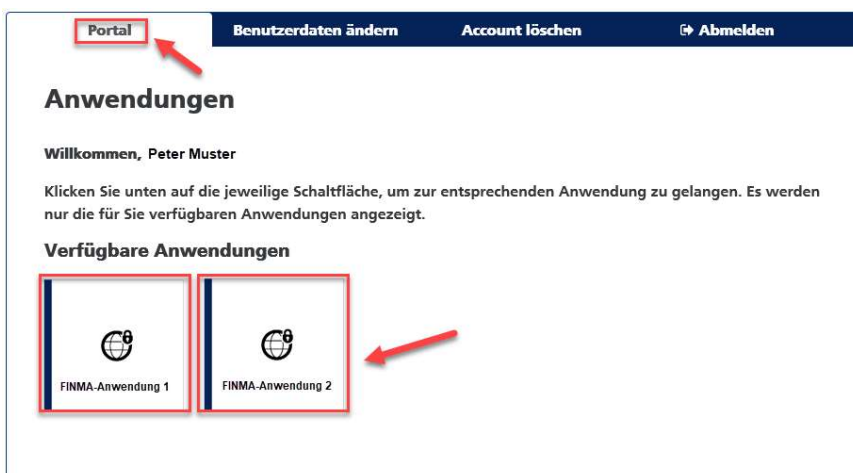 Portal Benutzerdaten ändern Account löschen Abmelden
Anwendungen
Willkommen, Peter Muster
Klicken Sie unten auf die jeweilige Schaltfläche, um zur entsprechenden Anwendung zu gelangen. Es werden
nur die für Sie verfügbaren Anwendungen angezeigt.
Verfügbare Anwendungen
FINMA-Anwendung 1 FINMA-Anwendung 2